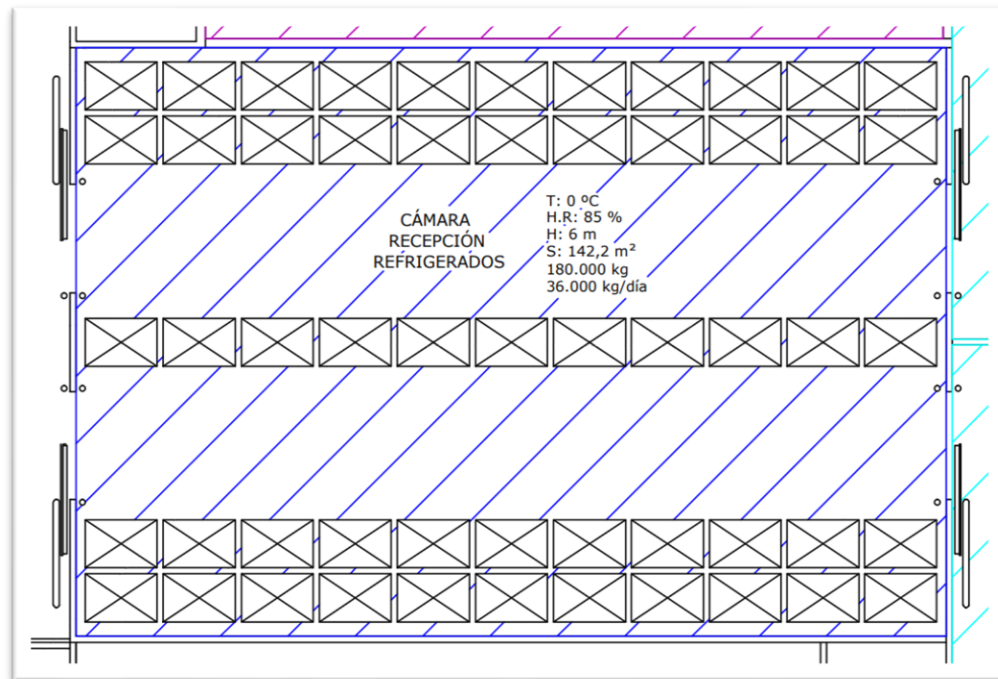 CÁMARA
RECEPCIÓN
REFRIGERADOS
T: 0 ºC
H.R: 85 %
H: 6 m
S: 142,2 m²
180.000 kg
36.000 kg/día